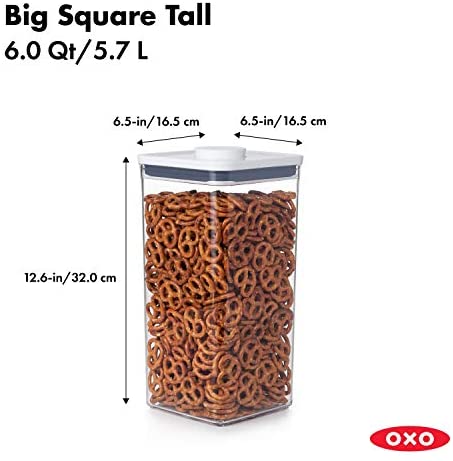 Big Square Tall
6.0 Qt/5.7 L
6.5-in/16.5 cm
6.5-in/16.5 cm
12.6-in/32.0 cm
OXO